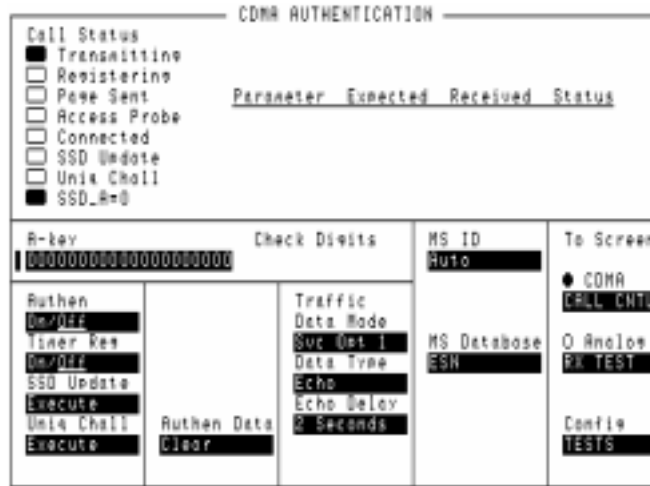 CDMA AUTHENTICATION
Call Status
Transmitting
Registering
Page Sent
Access Probe
Connected
SSD Update
Uniq Chall
SSD_A=0
Parameter Expected Received Status
A-key Check Digits
00000000000000000000
MS ID
Auto
To Screen
CDMA
CALL CNTL
Authen
On/Off
Timer Reg
On/Off
SSD Update
Execute
Uniq Chall
Execute
Authen Data
Clear
Traffic
Data Mode
Svc Opt 1
Data Type
Echo
Echo Delay
2 Seconds
MS Database
ESN
Analog
RX TEST
Config
TESTS